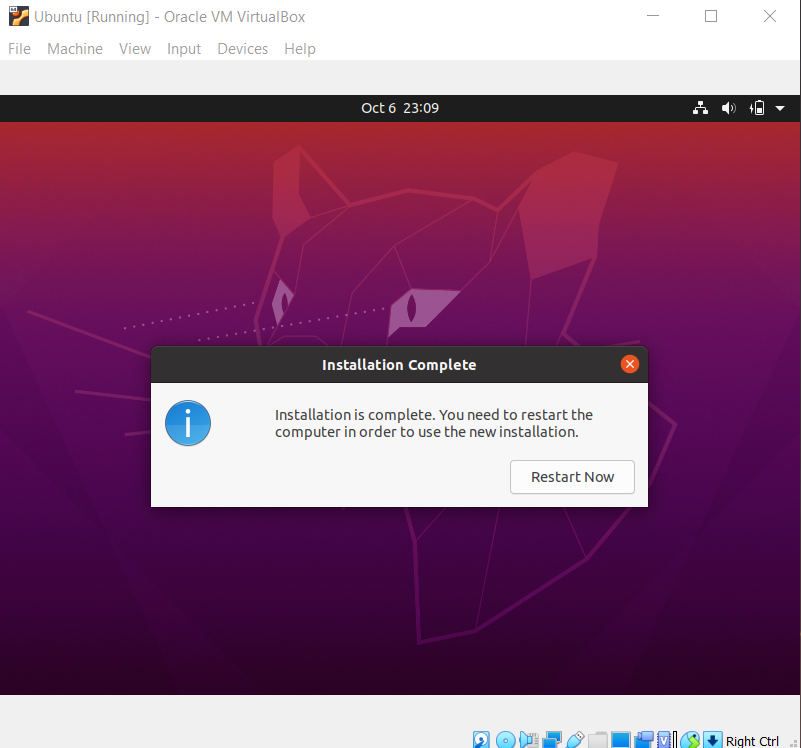 Ubuntu [Running] - Oracle VM VirtualBox
File Machine View Input Devices Help
Oct 6 23:09
Installation Complete
Installation is complete. You need to restart the
computer in order to use the new installation.
Restart Now
Right Ctrl